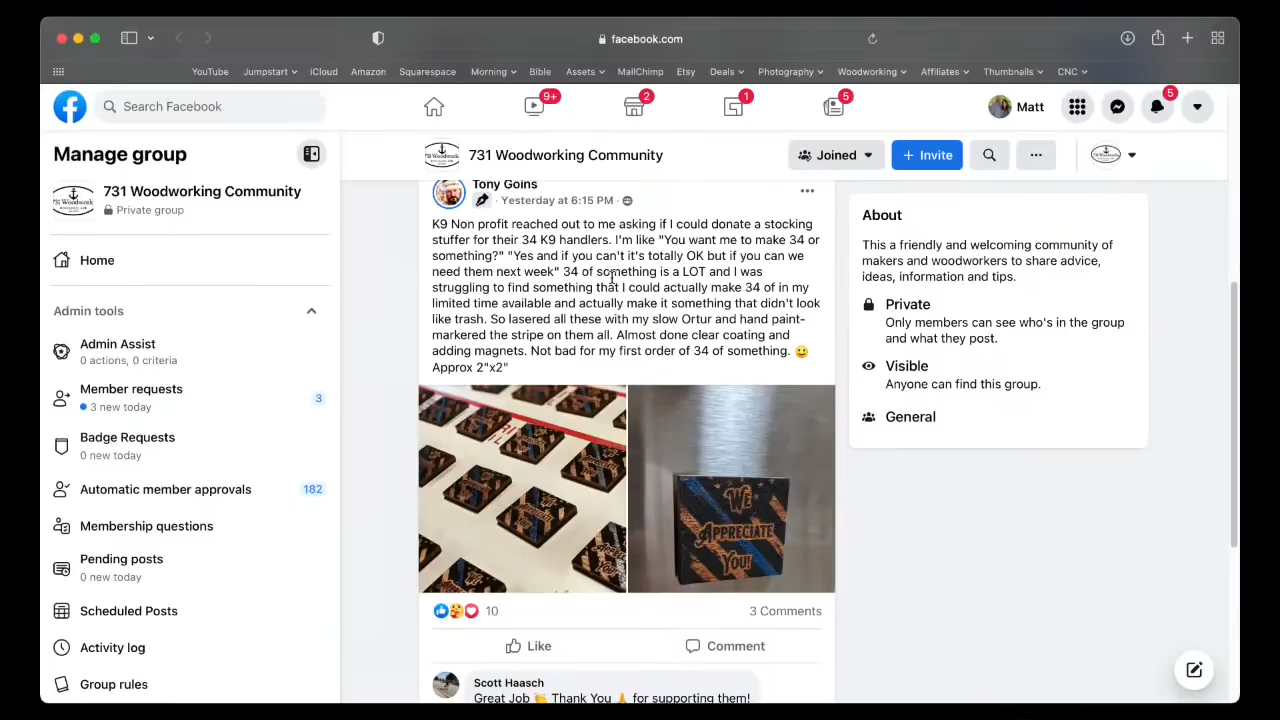 facebook.com
YouTube Jumpstart iCloud Amazon Squarespace Morning Bible Assets MailChimp Etsy Deals Photography Woodworking Affiliates Thumbnails CNC
Search Facebook
9+
2
1
5
Matt
5
Manage group
731 Woodworking Community
Private group
Home
Admin tools
Admin Assist
0 actions, 0 criteria
Member requests
3 new today
3
Badge Requests
0 new today
Automatic member approvals
182
Membership questions
Pending posts
0 new today
Scheduled Posts
Activity log
Group rules
731 Woodworking Community
Joined
+ Invite
Tony Goins
· Yesterday at 6:15 PM ·
K9 Non profit reached out to me asking if I could donate a stocking
stuffer for their 34 K9 handlers. I'm like "You want me to make 34 or
something?" "Yes and if you can't it's totally OK but if you can we
need them next week" 34 of something is a LOT and I was
struggling to find something that I could actually make 34 of in my
limited time available and actually make it something that didn't look
like trash. So lasered all these with my slow Ortur and hand paint-
markered the stripe on them all. Almost done clear coating and
adding magnets. Not bad for my first order of 34 of something. 😀
Approx 2"x2"
WE
APPRECIATE
YOU!
10
3 Comments
Like
Comment
Scott Haasch
Great Job 👏 Thank You 🙏 for supporting them!
About
This a friendly and welcoming community of
makers and woodworkers to share advice,
ideas, information and tips.
Private
Only members can see who's in the group
and what they post.
Visible
Anyone can find this group.
General